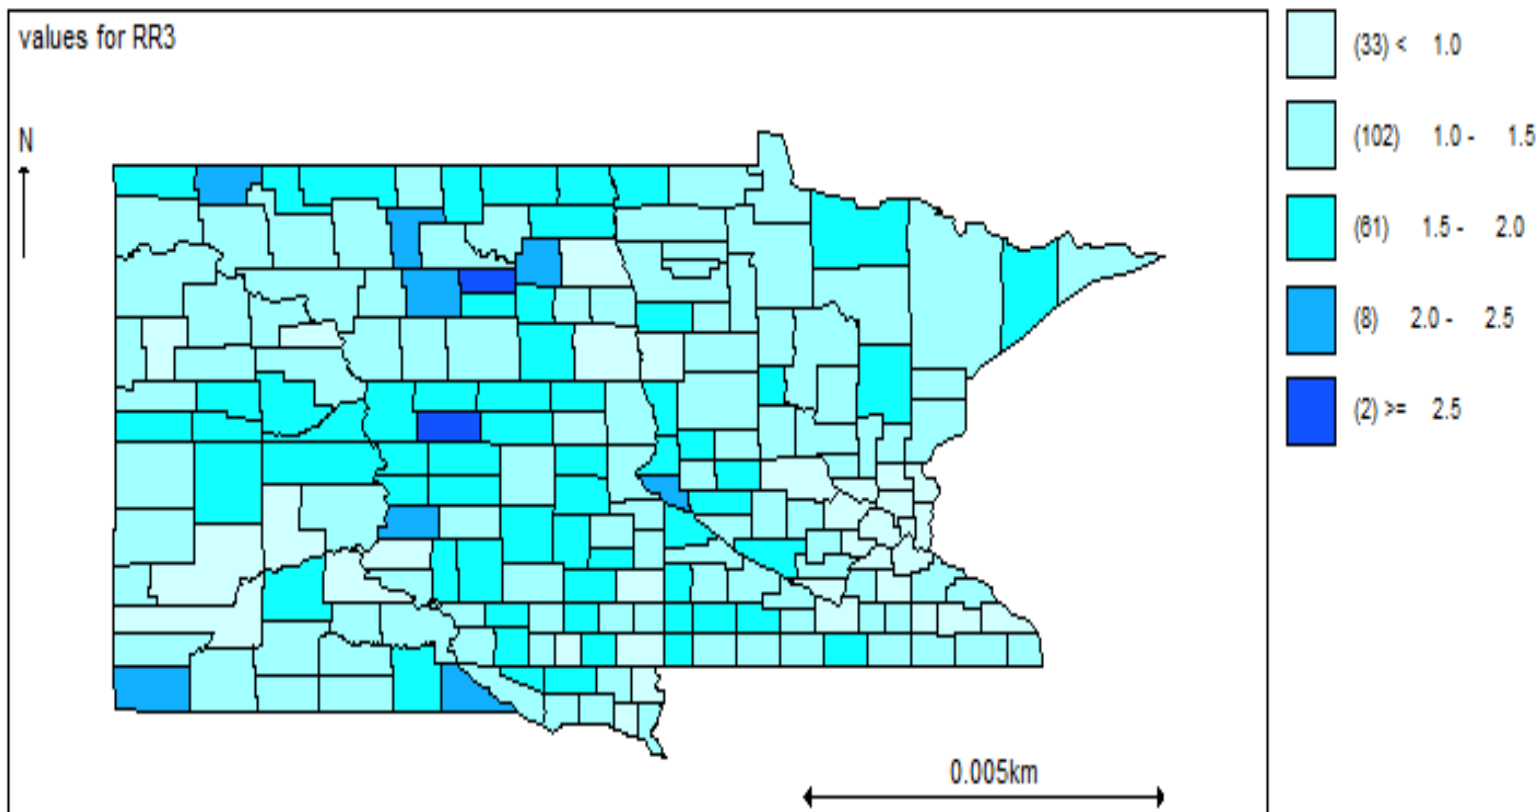 values for RR3
N
(33) < 1.0
(102) 1.0 - 1.5
(61) 1.5 - 2.0
(8) 2.0 - 2.5
(2) >= 2.5
0.005km